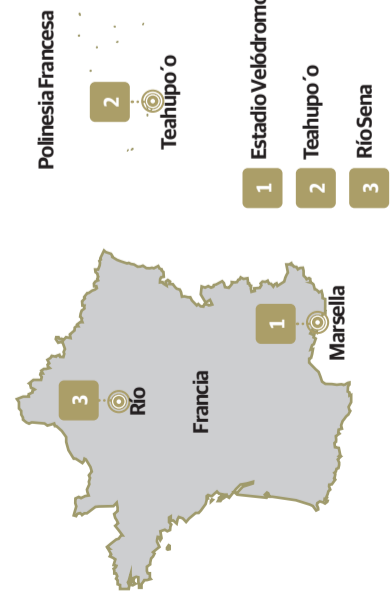 3
Río
Francia
1
Marsella
Polinesia Francesa
2
Teahupo´o
1 Estadio Velódromo
2 Teahupo´o
3 Río Sena